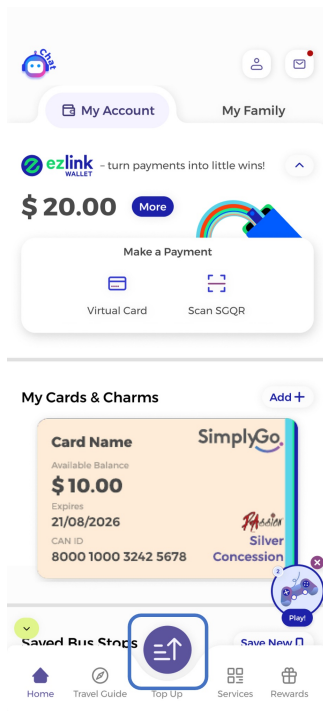 Chat
My Account
My Family
ezlink WALLET – turn payments into little wins!
$ 20.00 More
Make a Payment
Virtual Card Scan SGQR
My Cards & Charms Add +
Card Name SimplyGo.
Available Balance
$ 10.00
Expires
21/08/2026 PAssion
CAN ID Silver
8000 1000 3242 5678 Concession
2
Play!
Saved Bus Stops Save New
Home Travel Guide Top Up Services Rewards